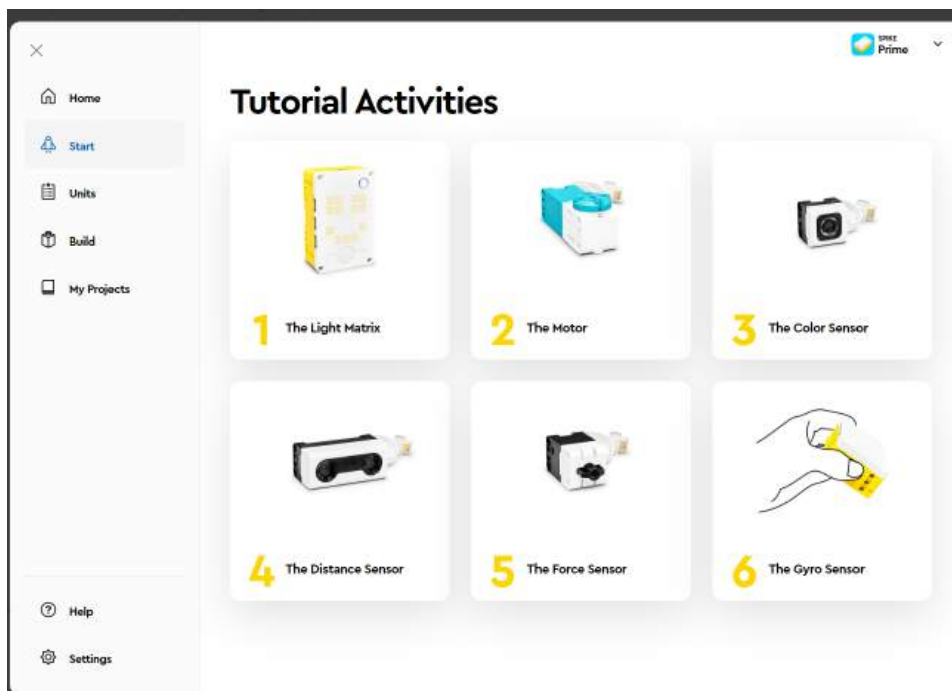 SPIKE
Prime
Home
Start
Units
Build
My Projects
Help
Settings
Tutorial Activities
1 The Light Matrix
2 The Motor
3 The Color Sensor
4 The Distance Sensor
5 The Force Sensor
6 The Gyro Sensor